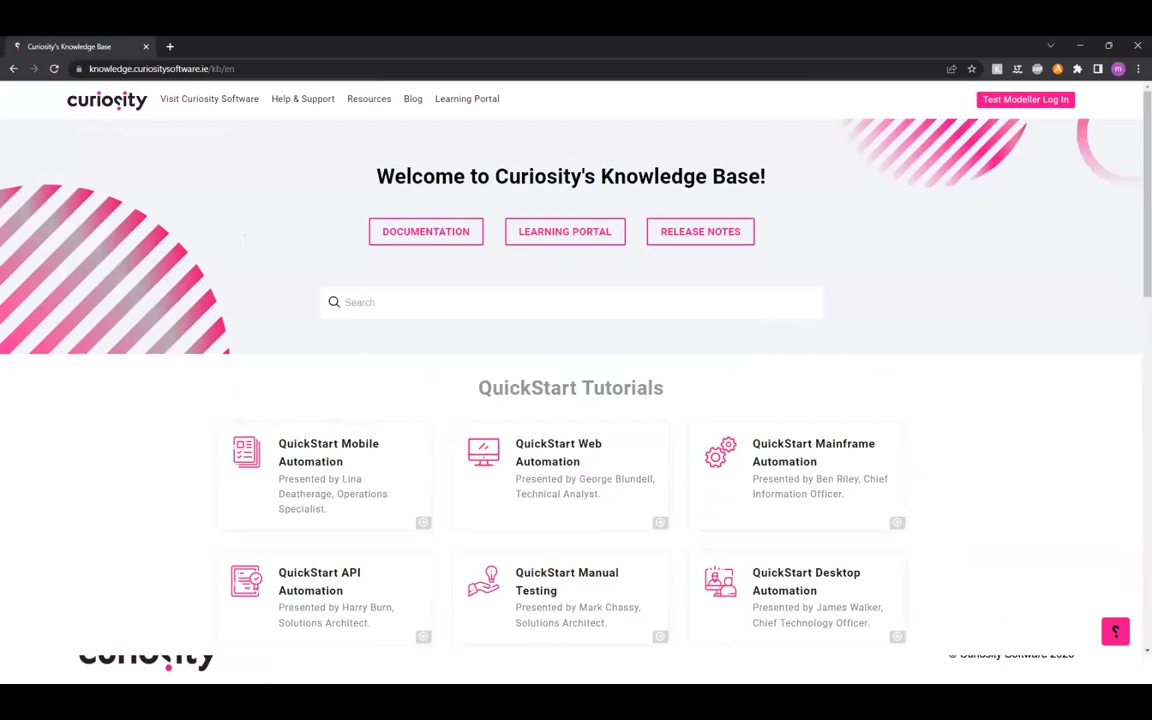 Curiosity's Knowledge Base
knowledge.curiositysoftware.ie/kb/en
curiosity
Visit Curiosity Software
Help & Support
Resources
Blog
Learning Portal
Test Modeller Log In
Welcome to Curiosity's Knowledge Base!
DOCUMENTATION
LEARNING PORTAL
RELEASE NOTES
Search
QuickStart Tutorials
QuickStart Mobile
Automation
Presented by Lina
Deatherage, Operations
Specialist.
QuickStart Web
Automation
Presented by George Blundell,
Technical Analyst.
QuickStart Mainframe
Automation
Presented by Ben Riley, Chief
Information Officer.
QuickStart API
Automation
Presented by Harry Burn,
Solutions Architect.
QuickStart Manual
Testing
Presented by Mark Chassy,
Solutions Architect.
QuickStart Desktop
Automation
Presented by James Walker,
Chief Technology Officer.
curiosity
© Curiosity Software